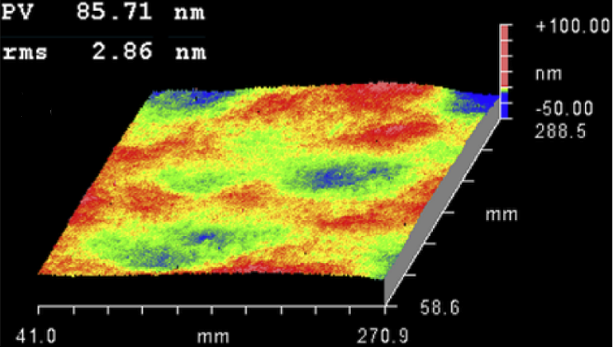 PV 85.71 nm
rms 2.86 nm
+100.00
nm
-50.00
288.5
mm
58.6
41.0 mm 270.9